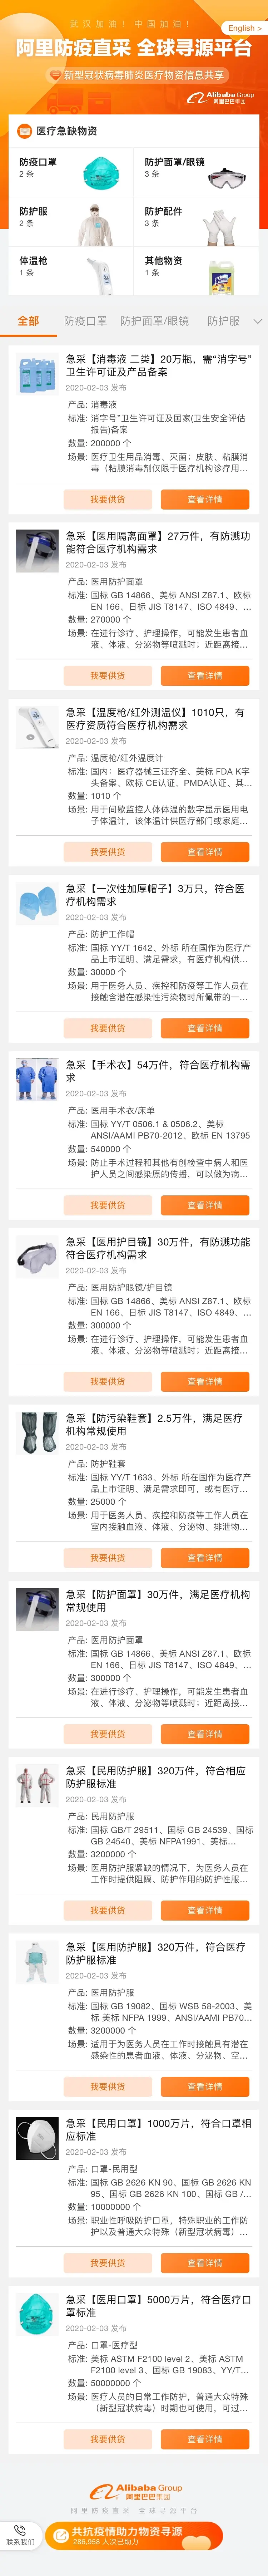 武汉加油！中国加油！
English >
阿里防疫直采 全球寻源平台
新型冠状病毒肺炎医疗物资信息共享
Alibaba Group
阿里巴巴集团
医疗急缺物资
防疫口罩
2 条
防护面罩/眼镜
3 条
防护服
2 条
防护配件
3 条
体温枪
1 条
其他物资
1 条
全部 防疫口罩 防护面罩/眼镜 防护服
急采【消毒液 二类】20万瓶，需“消字号”
卫生许可证及产品备案
2020-02-03 发布
产品: 消毒液
标准: 消字号”卫生许可证及国家(卫生安全评估
报告)备案
数量: 200000 个
场景: 医疗卫生用品消毒、灭菌；皮肤、粘膜消
毒（粘膜消毒剂仅限于医疗机构诊疗用...
我要供货 查看详情
急采【医用隔离面罩】27万件，有防溅功
能符合医疗机构需求
2020-02-03 发布
产品: 医用防护面罩
标准: 国标 GB 14866、美标 ANSI Z87.1、欧标
EN 166、日标 JIS T8147、ISO 4849、...
数量: 270000 个
场景: 在进行诊疗、护理操作，可能发生患者血
液、体液、分泌物等喷溅时；近距离接...
我要供货 查看详情
急采【温度枪/红外测温仪】1010只，有
医疗资质符合医疗机构需求
2020-02-03 发布
产品: 温度枪/红外温度计
标准: 国内：医疗器械三证齐全、美标 FDA K字
头备案、欧标 CE认证、PMDA认证、其...
数量: 1010 个
场景: 用于间歇监控人体体温的数字显示医用电
子体温计，该体温计供医疗部门或家庭...
我要供货 查看详情
急采【一次性加厚帽子】3万只，符合医
疗机构需求
2020-02-03 发布
产品: 防护工作帽
标准: 国标 YY/T 1642、外标 所在国作为医疗产
品上市证明、满足需求，有医疗机构供...
数量: 30000 个
场景: 用于医务人员、疾控和防疫等工作人员在
接触含潜在感染性污染物时所佩带的一...
我要供货 查看详情
急采【手术衣】54万件，符合医疗机构需
求
2020-02-03 发布
产品: 医用手术衣/床单
标准: 国标 YY/T 0506.1 & 0506.2、美标
ANSI/AAMI PB70-2012、欧标 EN 13795
数量: 540000 个
场景: 防止手术过程和其他有创检查中病人和医
护人员之间感染原的传播，可以做为病...
我要供货 查看详情
急采【医用护目镜】30万件，有防溅功能
符合医疗机构需求
2020-02-03 发布
产品: 医用防护眼镜/护目镜
标准: 国标 GB 14866、美标 ANSI Z87.1、欧标
EN 166、日标 JIS T8147、ISO 4849、...
数量: 300000 个
场景: 在进行诊疗、护理操作，可能发生患者血
液、体液、分泌物等喷溅时；近距离接...
我要供货 查看详情
急采【防污染鞋套】2.5万件，满足医疗
机构常规使用
2020-02-03 发布
产品: 防护鞋套
标准: 国标 YY/T 1633、外标 所在国作为医疗产
品上市证明、满足需求即可，或有医疗...
数量: 25000 个
场景: 用于医务人员、疾控和防疫等工作人员在
室内接触血液、体液、分泌物、排泄物...
我要供货 查看详情
急采【防护面罩】30万件，满足医疗机构
常规使用
2020-02-03 发布
产品: 医用防护面罩
标准: 国标 GB 14866、美标 ANSI Z87.1、欧标
EN 166、日标 JIS T8147、ISO 4849、...
数量: 300000 个
场景: 在进行诊疗、护理操作，可能发生患者血
液、体液、分泌物等喷溅时；近距离接...
我要供货 查看详情
急采【民用防护服】320万件，符合相应
防护服标准
2020-02-03 发布
产品: 民用防护服
标准: 国标 GB/T 29511、国标 GB 24539、国标
GB 24540、美标 NFPA1991、美标...
数量: 3200000 个
场景: 医用防护服紧缺的情况下，为医务人员在
工作时提供阻隔、防护作用的防护性服...
我要供货 查看详情
急采【医用防护服】320万件，符合医疗
防护服标准
2020-02-03 发布
产品: 医用防护服
标准: 国标 GB 19082、国标 WSB 58-2003、美
标 美标 NFPA 1999、ANSI/AAMI PB70...
数量: 3200000 个
场景: 适用于为医务人员在工作时接触具有潜在
感染性的患者血液、体液、分泌物、空...
我要供货 查看详情
急采【民用口罩】1000万片，符合口罩相
应标准
2020-02-03 发布
产品: 口罩-民用型
标准: 国标 GB 2626 KN 90、国标 GB 2626 KN
95、国标 GB 2626 KN 100、国标 GB /...
数量: 10000000 个
场景: 职业性呼吸防护口罩，特殊职业的工作防
护以及普通大众特殊（新型冠状病毒）...
我要供货 查看详情
急采【医用口罩】5000万片，符合医疗口
罩标准
2020-02-03 发布
产品: 口罩-医疗型
标准: 美标 ASTM F2100 level 2、美标 ASTM
F2100 level 3、国标 GB 19083、YY/T...
数量: 50000000 个
场景: 医疗人员的日常工作防护，普通大众特殊
（新型冠状病毒）时期也可使用，可过...
我要供货 查看详情
Alibaba Group
阿里巴巴集团
阿里防疫直采 全球寻源平台
联系我们
共抗疫情助力物资寻源
286,958 人次已助力